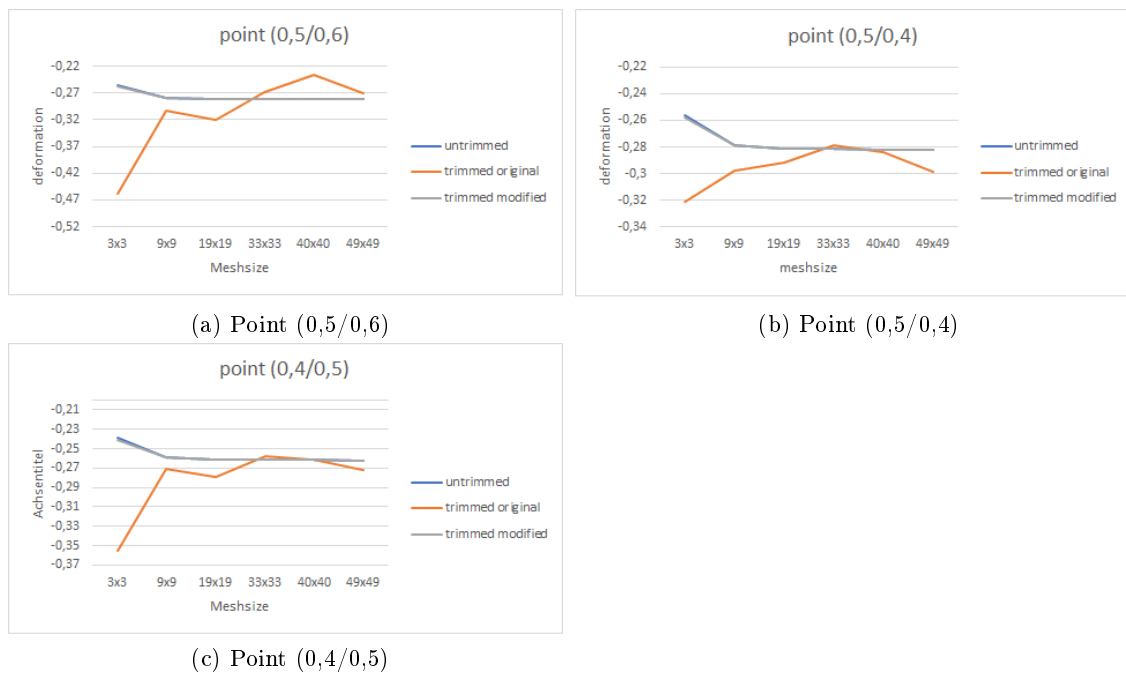 point (0,5/0,6)
-0,22
-0,27
-0,32
-0,37
-0,42
-0,47
-0,52
deformation
3x3 9x9 19x19 33x33 40x40 49x49
Meshsize
untrimmed
trimmed original
trimmed modified
(a) Point (0,5/0,6)
point (0,5/0,4)
-0,22
-0,24
-0,26
-0,28
-0,3
-0,32
-0,34
deformation
3x3 9x9 19x19 33x33 40x40 49x49
meshsize
untrimmed
trimmed original
trimmed modified
(b) Point (0,5/0,4)
point (0,4/0,5)
-0,21
-0,23
-0,25
-0,27
-0,29
-0,31
-0,33
-0,35
-0,37
Achsentitel
3x3 9x9 19x19 33x33 40x40 49x49
Meshsize
untrimmed
trimmed original
trimmed modified
(c) Point (0,4/0,5)